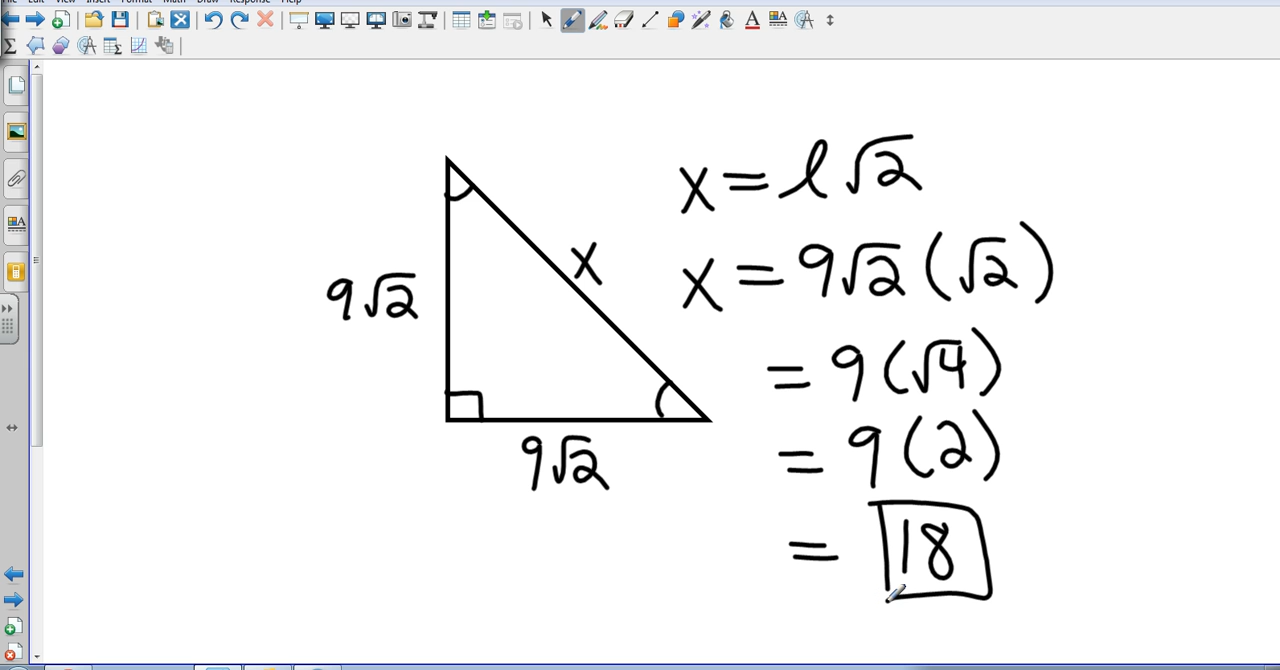 x = l√2
9√2
x
x = 9√2 (√2)
= 9(√4)
= 9(2)
9√2
= 18